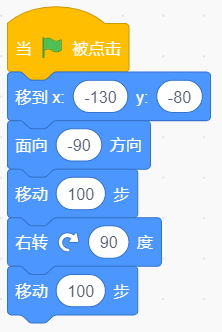 当 被点击
移到 x: -130 y: -80
面向 -90 方向
移动 100 步
右转 90 度
移动 100 步